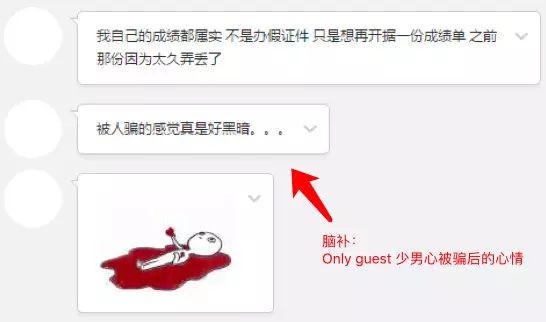 我自己的成绩都属实 不是办假证件 只是想再开据一份成绩单 之前
那份因为太久弄丢了
被人骗的感觉真是好黑暗。。。
脑补：
Only guest 少男心被骗后的心情